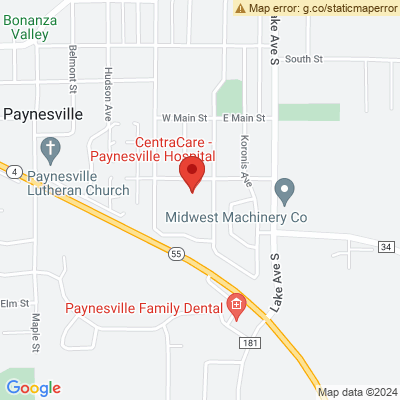 Map error: g.co/staticmaperror
Bonanza
Valley
Belmont St
Hudson Ave
Lake Ave S
South St
W Main St
E Main St
Paynesville
CentraCare -
Paynesville Hospital
Koronis Ave
4
Paynesville
Lutheran Church
Midwest Machinery Co
55
34
Lake Ave S
Elm St
Maple St
Paynesville Family Dental
181
Google
Map data ©2024